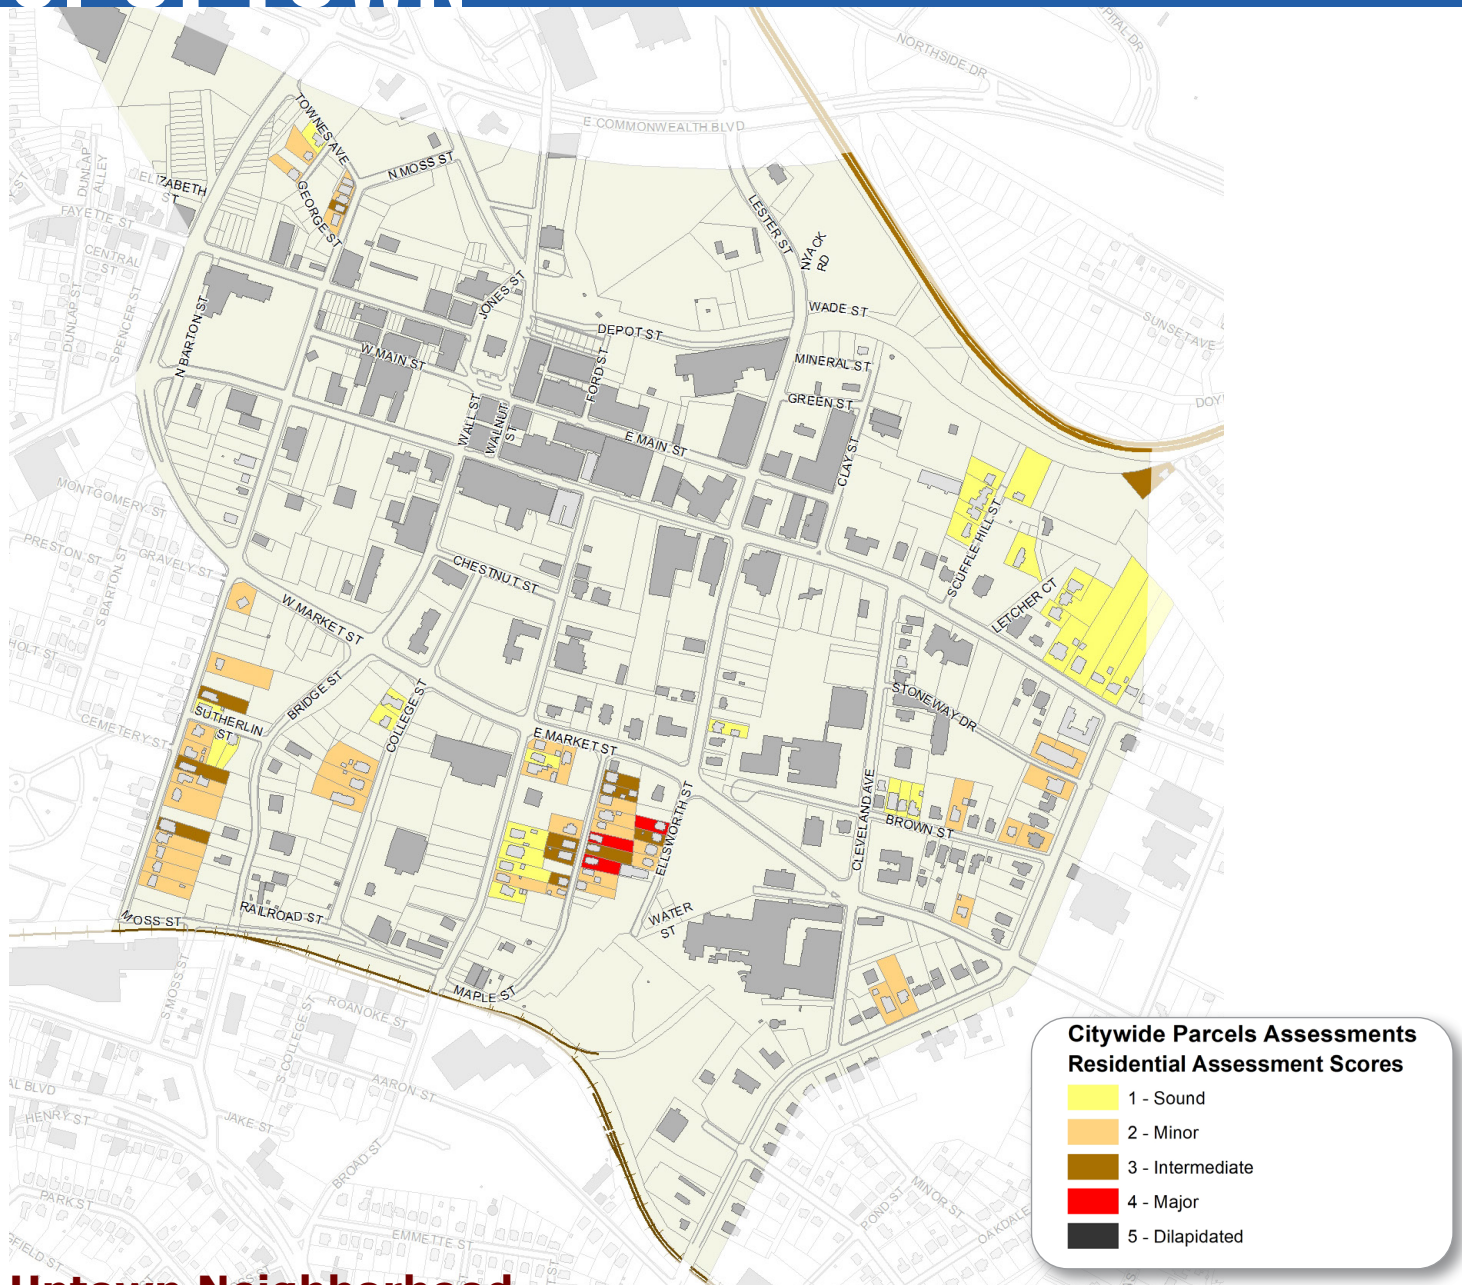 NORTHSIDE DR
E COMMONWEALTH BLVD
TOWNES AVE
N MOSS ST
DUNLAP
ALLEY
ELIZABETH
ST
GEORGE ST
FAYETTE ST
LESTER ST
NYACK
RD
CENTRAL
ST
JONES ST
WADE ST
DUNLAP ST
SPENCER ST
N BARTON ST
DEPOT ST
SUNSET AVE
W MAIN ST
FORD ST
MINERAL ST
GREEN ST
WALL ST
WALNUT
ST
E MAIN ST
CLAY ST
MONTGOMERY ST
PRESTON ST
GRAVELY ST
S BARTON ST
SCUFFLE HILL ST
CHESTNUT ST
W MARKET ST
LETCHER CT
HOLT ST
BRIDGE ST
COLLEGE ST
STONEWAY DR
CEMETERY ST
SUTHERLIN
ST
E MARKET ST
ELLSWORTH ST
CLEVELAND AVE
BROWN ST
MOSS ST
RAILROAD ST
WATER
ST
S MOSS ST
MAPLE ST
ROANOKE ST
S COLLEGE ST
AL BLVD
AARON ST
HENRY ST
JAKE ST
BROAD ST
PARK ST
EMMETTE ST
POND ST
MINOR ST
OAKDALE
Citywide Parcels Assessments
Residential Assessment Scores
1 - Sound
2 - Minor
3 - Intermediate
4 - Major
5 - Dilapidated
Uptown Neighborhood